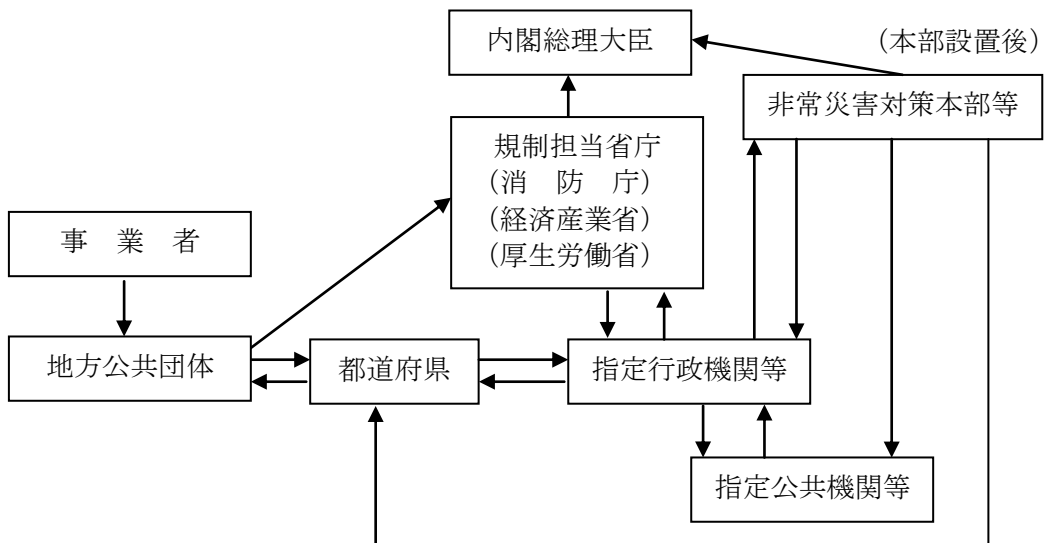 内閣総理大臣
(本部設置後)
非常災害対策本部等
規制担当省庁
(消 防 庁)
(経済産業省)
(厚生労働省)
事 業 者
地方公共団体
都道府県
指定行政機関等
指定公共機関等